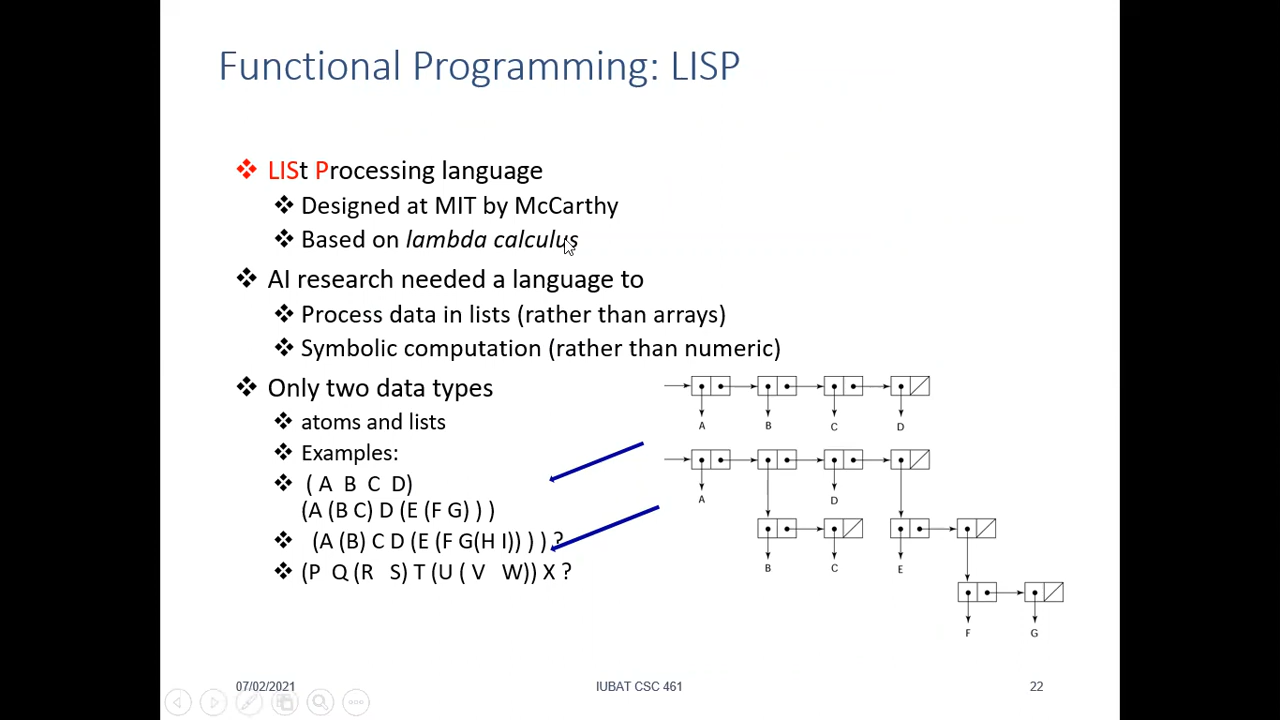 Functional Programming: LISP
LISt Processing language
Designed at MIT by McCarthy
Based on lambda calculus
AI research needed a language to
Process data in lists (rather than arrays)
Symbolic computation (rather than numeric)
Only two data types
atoms and lists
Examples:
( A B C D)
(A (B C) D (E (F G) ) )
(A (B) C D (E (F G(H I)) ) ) ?
(P Q (R S) T (U ( V W)) X ?
A B C D
A D
B C E
F G
07/02/2021 IUBAT CSC 461 22